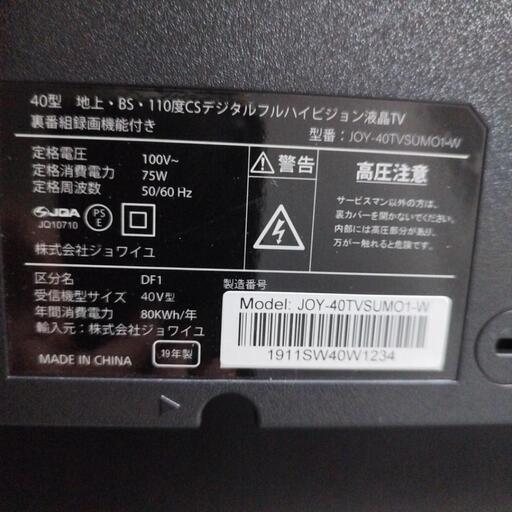 40型 地上・BS・110度CSデジタルフルハイビジョン液晶TV
裏番組録画機能付き
型番： JOY-40TVSUMO1-W
定格電圧 100V~
定格消費電力 75W
定格周波数 50/60 Hz
JQA
JQ10710
PS
E
株式会社ジョワイユ
警告
高圧注意
サービスマン以外の方は、
裏カバーを開かないでください。
内部には高圧部分があり、
万が一触れると危険です。
区分名 DF1
受信機型サイズ 40V型
年間消費電力 80KWh/年
輸入元：株式会社ジョワイユ
MADE IN CHINA
19年製
製造番号
Model: JOY-40TVSUMO1-W
1911SW40W1234